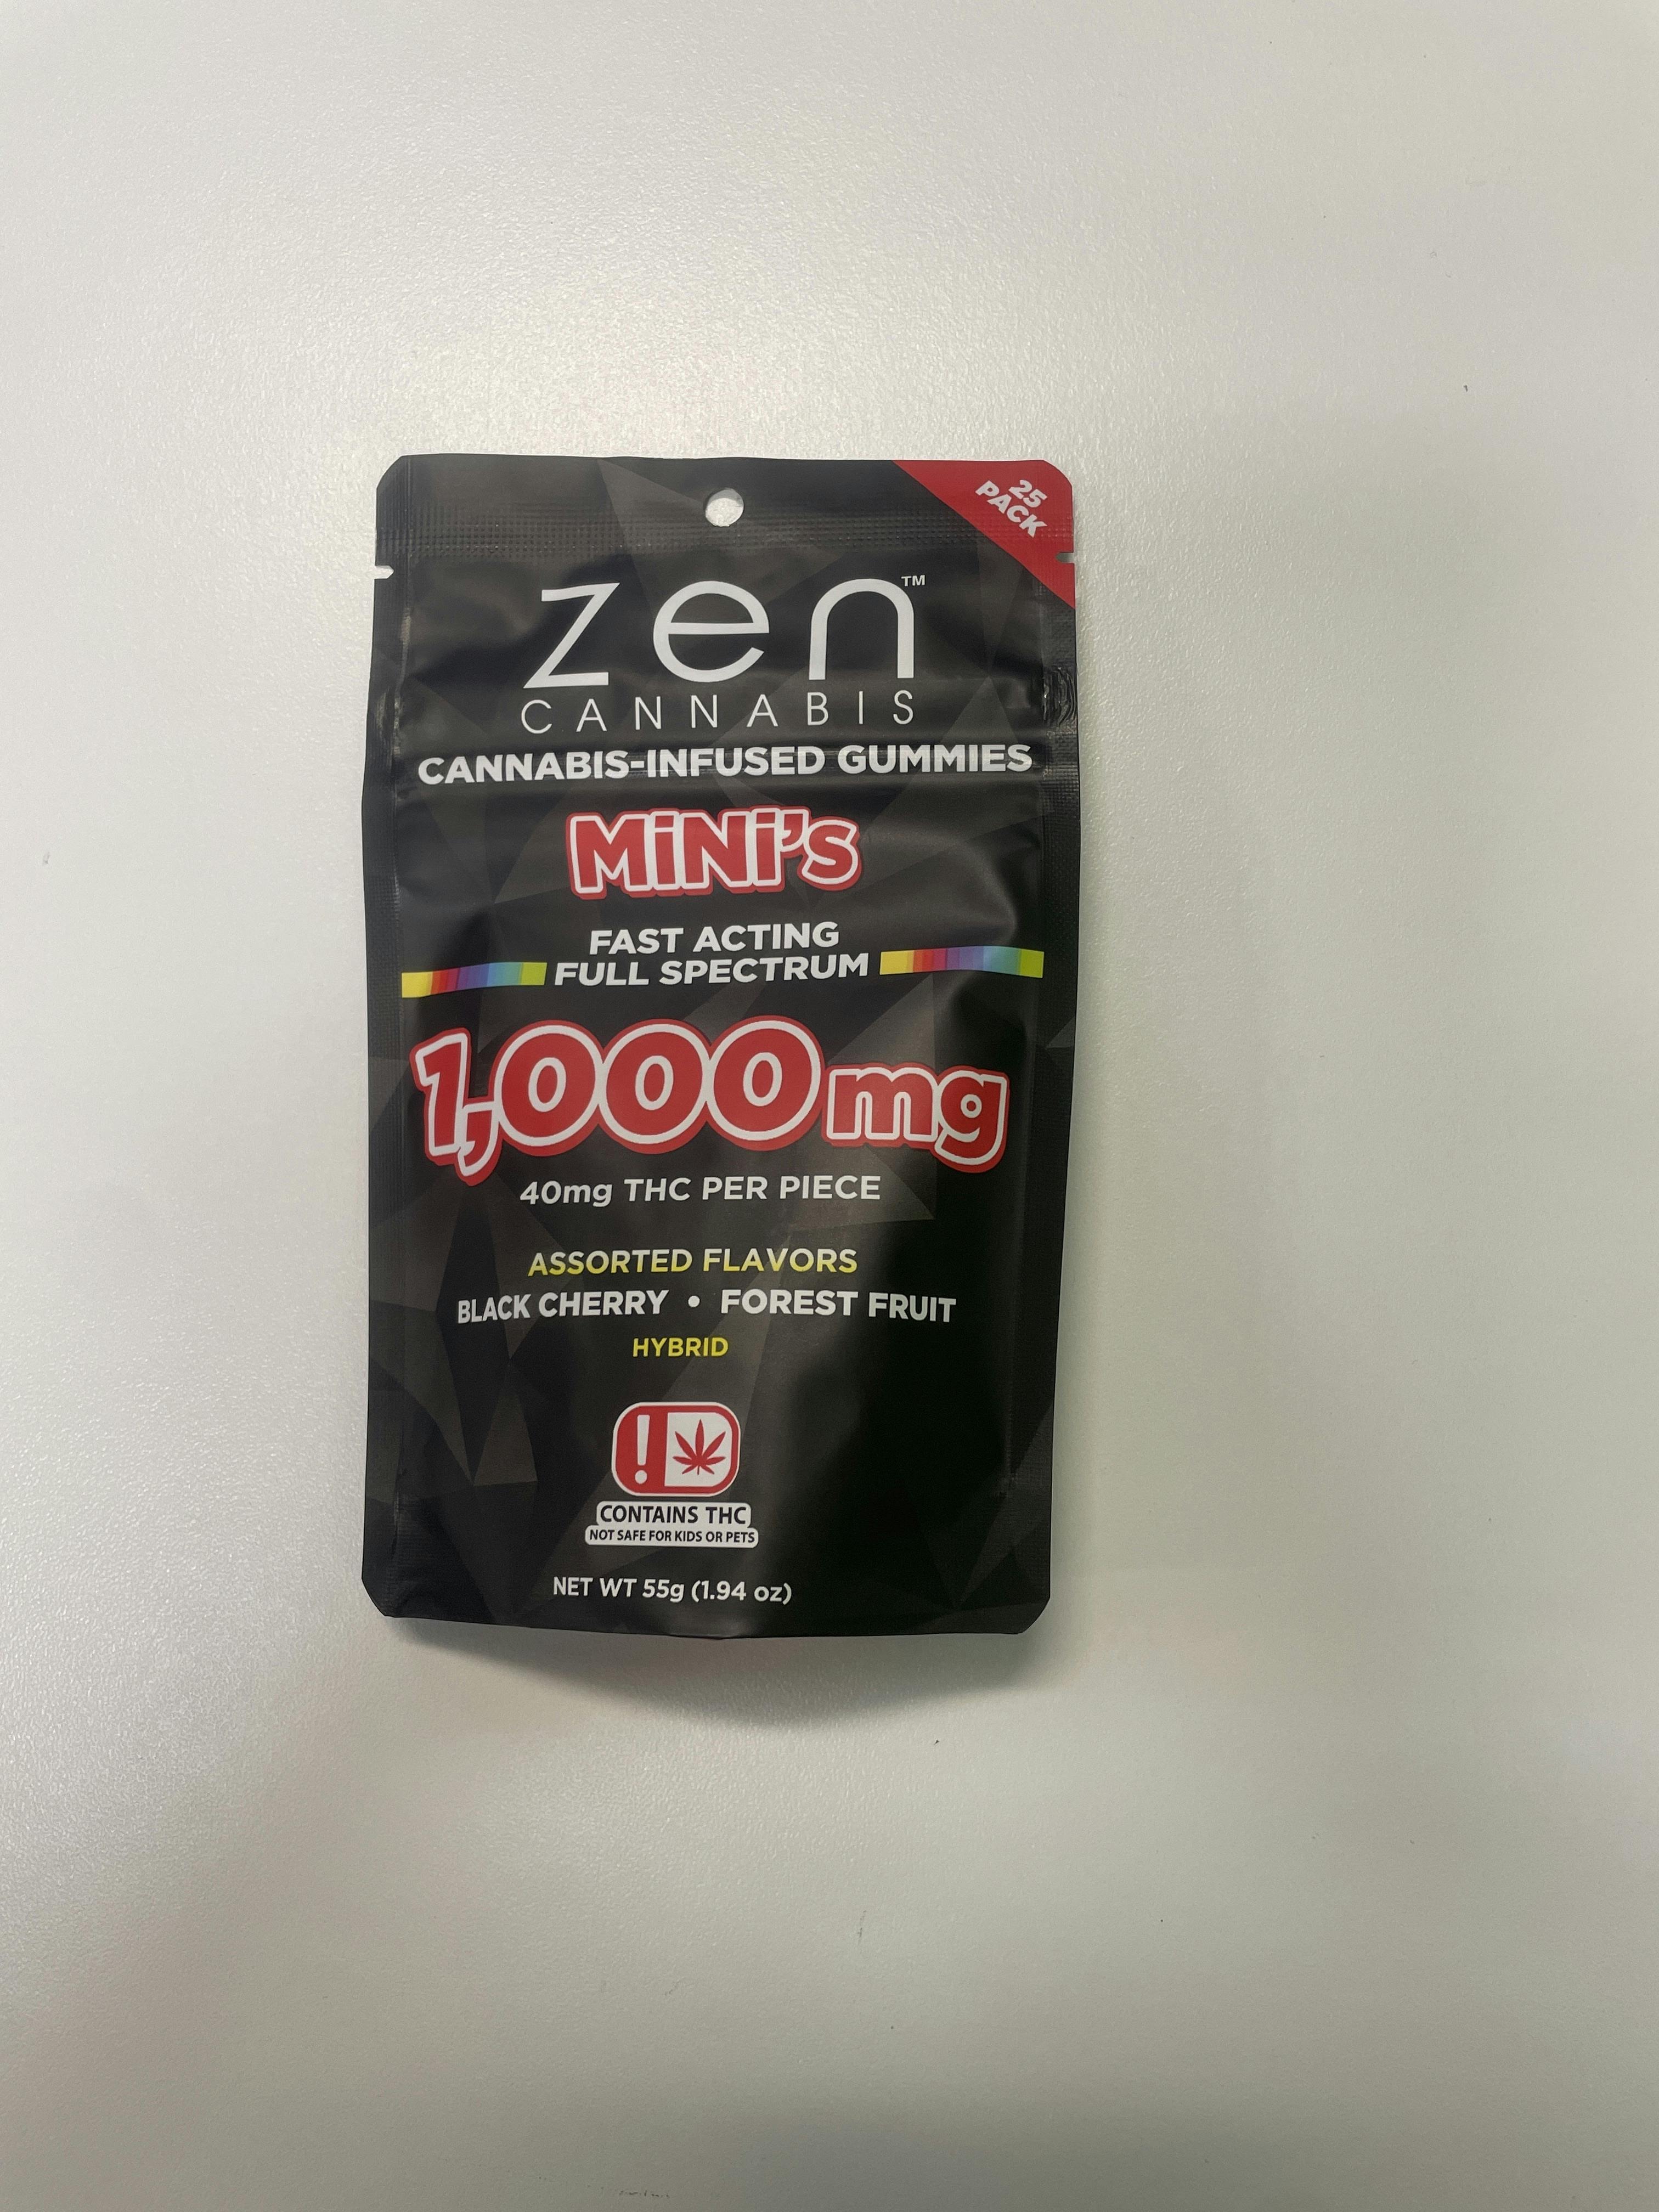 25
PACK
zen™
CANNABIS
CANNABIS-INFUSED GUMMIES
MiNi's
FAST ACTING
FULL SPECTRUM
1,000mg
40mg THC PER PIECE
ASSORTED FLAVORS
BLACK CHERRY • FOREST FRUIT
HYBRID
!
CONTAINS THC
NOT SAFE FOR KIDS OR PETS
NET WT 55g (1.94 oz)